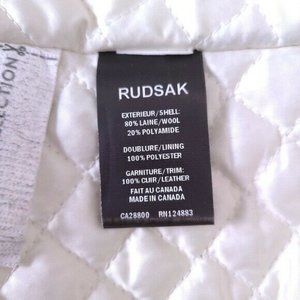 RUDSAK
EXTERIEUR/SHELL:
80% LAINE/WOOL
20% POLYAMIDE
DOUBLURE/LINING
100% POLYESTER
GARNITURE/TRIM:
100% CUIR/LEATHER
FAIT AU CANADA
MADE IN CANADA
CA28800 RN124883